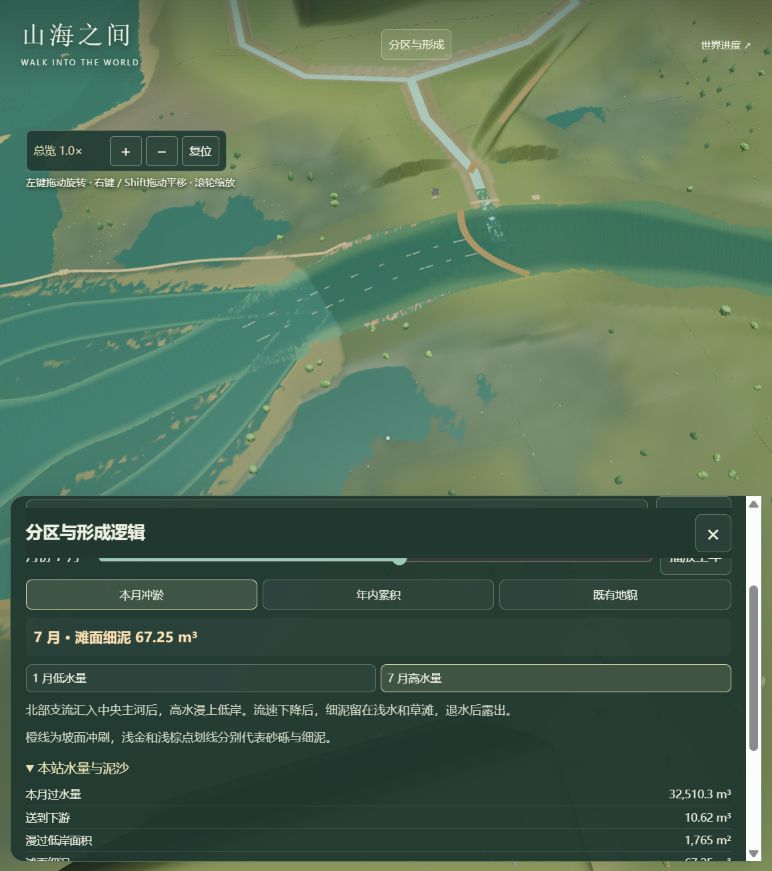 山海之间
WALK INTO THE WORLD
分区与形成
世界进度 ↗
总览 1.0×
+
−
复位
左键拖动旋转 · 右键 / Shift拖动平移 · 滚轮缩放
分区与形成逻辑
×
本月冲淤
年内累积
既有地貌
7 月 · 滩面细泥 67.25 m³
1 月低水量
7 月高水量
北部支流汇入中央主河后，高水漫上低岸。流速下降后，细泥留在浅水和草滩，退水后露出。
橙线为坡面冲刷，浅金和浅棕点划线分别代表砂砾与细泥。
▼ 本站水量与泥沙
本月过水量 32,510.3 m³
送到下游 10.62 m³
漫过低岸面积 1,765 m²
滩面细泥 67.25 m³